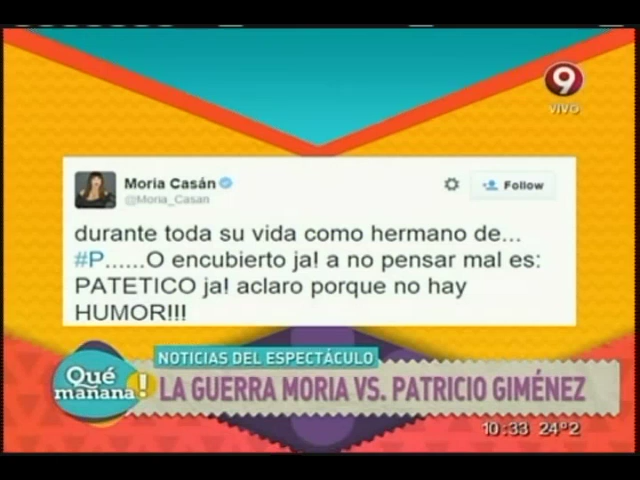 9
VIVO
Moria Casán
@Moria_Casan
Follow
durante toda su vida como hermano de...
#P......O encubierto ja! a no pensar mal es:
PATETICO ja! aclaro porque no hay
HUMOR!!!
NOTICIAS DEL ESPECTÁCULO
Qué mañana!
LA GUERRA MORIA VS. PATRICIO GIMÉNEZ
10:33 24º2